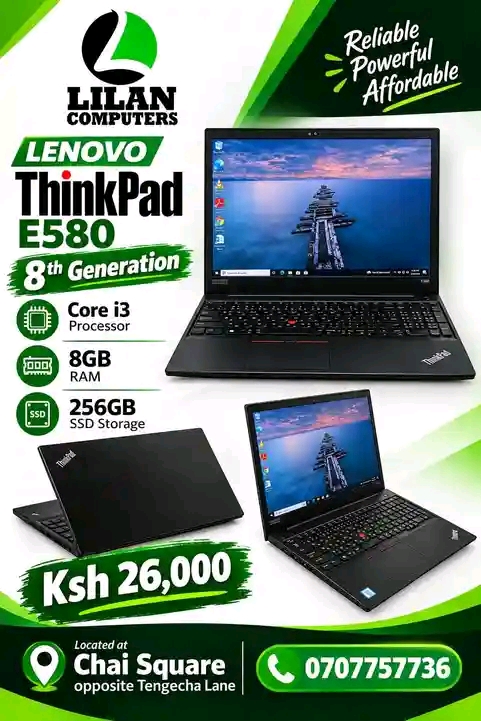 LILAN
COMPUTERS
Reliable
Powerful
Affordable
LENOVO
ThinkPad
E580
8th Generation
Core i3
Processor
8GB
RAM
SSD
256GB
SSD Storage
ThinkPad
ThinkPad
Ksh 26,000
Located at
Chai Square
opposite Tengecha Lane
0707757736